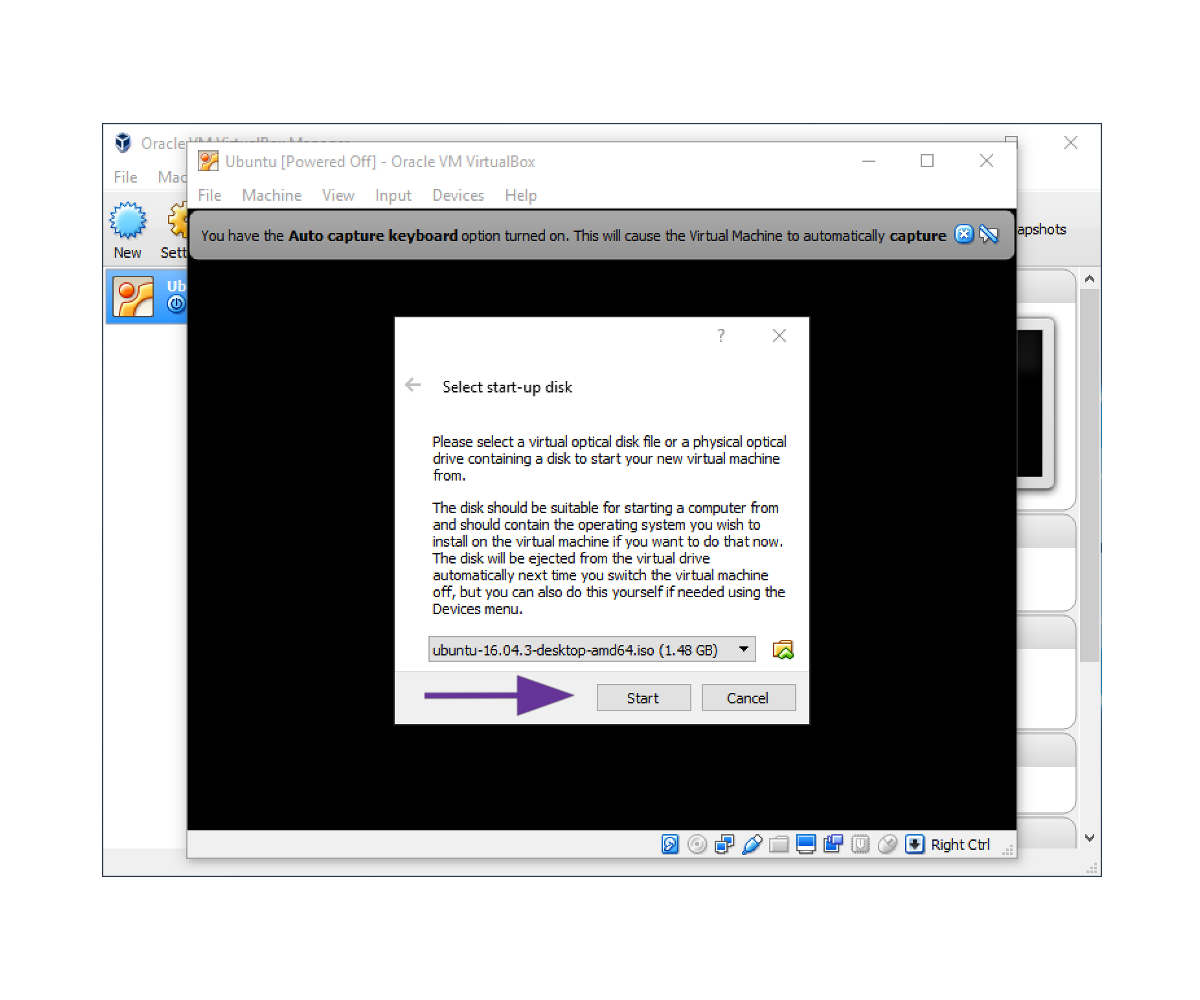 Oracle VM VirtualBox Manager
File Mac
New Sett
apshots
Ub
Ubuntu [Powered Off] - Oracle VM VirtualBox
File Machine View Input Devices Help
You have the Auto capture keyboard option turned on. This will cause the Virtual Machine to automatically capture
?
Select start-up disk
Please select a virtual optical disk file or a physical optical
drive containing a disk to start your new virtual machine
from.
The disk should be suitable for starting a computer from
and should contain the operating system you wish to
install on the virtual machine if you want to do that now.
The disk will be ejected from the virtual drive
automatically next time you switch the virtual machine
off, but you can also do this yourself if needed using the
Devices menu.
ubuntu-16.04.3-desktop-amd64.iso (1.48 GB)
Start Cancel
Right Ctrl